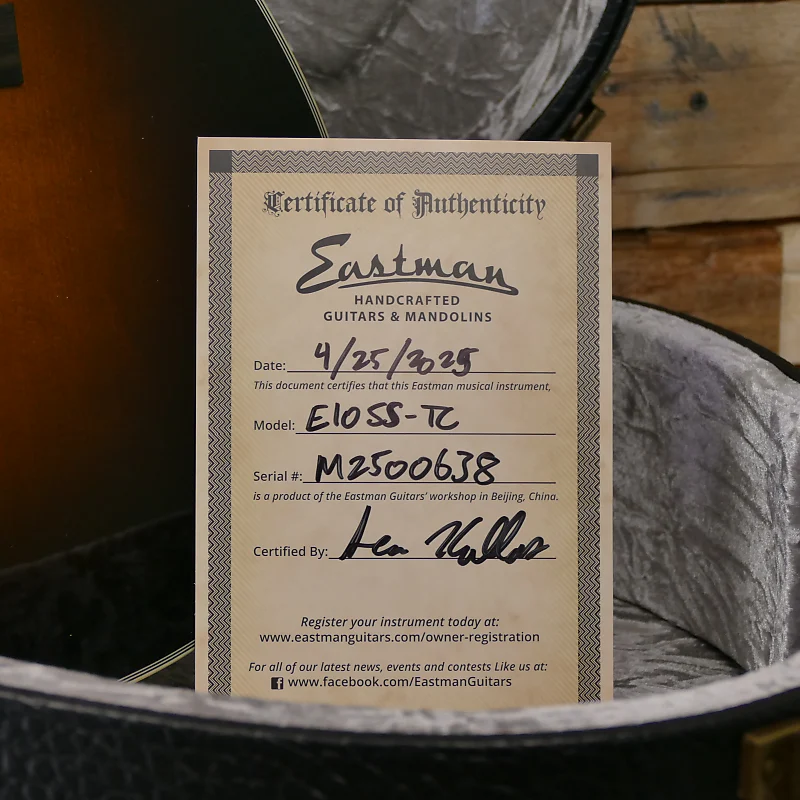 Certificate of Authenticity
Eastman
HANDCRAFTED
GUITARS & MANDOLINS
Date: 4/25/2025
This document certifies that this Eastman musical instrument,
Model: E10SS-TC
Serial #: M2500638
is a product of the Eastman Guitars' workshop in Beijing, China.
Certified By:
Register your instrument today at:
www.eastmanguitars.com/owner-registration
For all of our latest news, events and contests Like us at:
www.facebook.com/EastmanGuitars